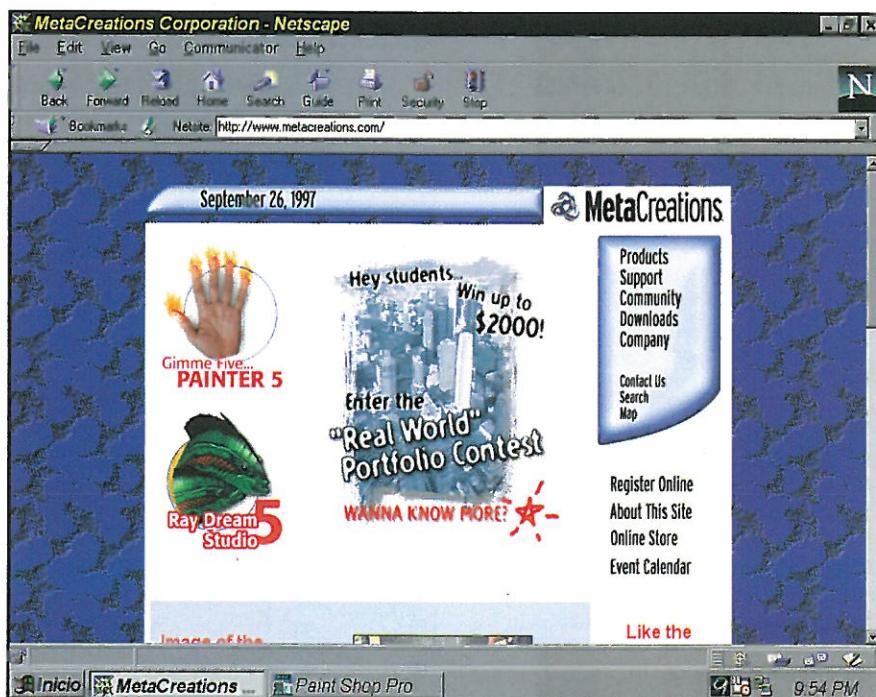 MetaCreations Corporation - Netscape
File Edit View Go Communicator Help
Back Forward Reload Home Search Guide Print Security Stop
N
Bookmarks Netsite: http://www.metacreations.com/
September 26, 1997
MetaCreations
Products
Support
Community
Downloads
Company
Contact Us
Search
Map
Gimme Five...
PAINTER 5
Hey students...
Win up to
$2000!
Enter the
"Real World"
Portfolio Contest
WANNA KNOW MORE?
Ray Dream
Studio 5
Register Online
About This Site
Online Store
Event Calendar
Image of the
Like the
Inicio MetaCreations ... Paint Shop Pro 9:54 PM